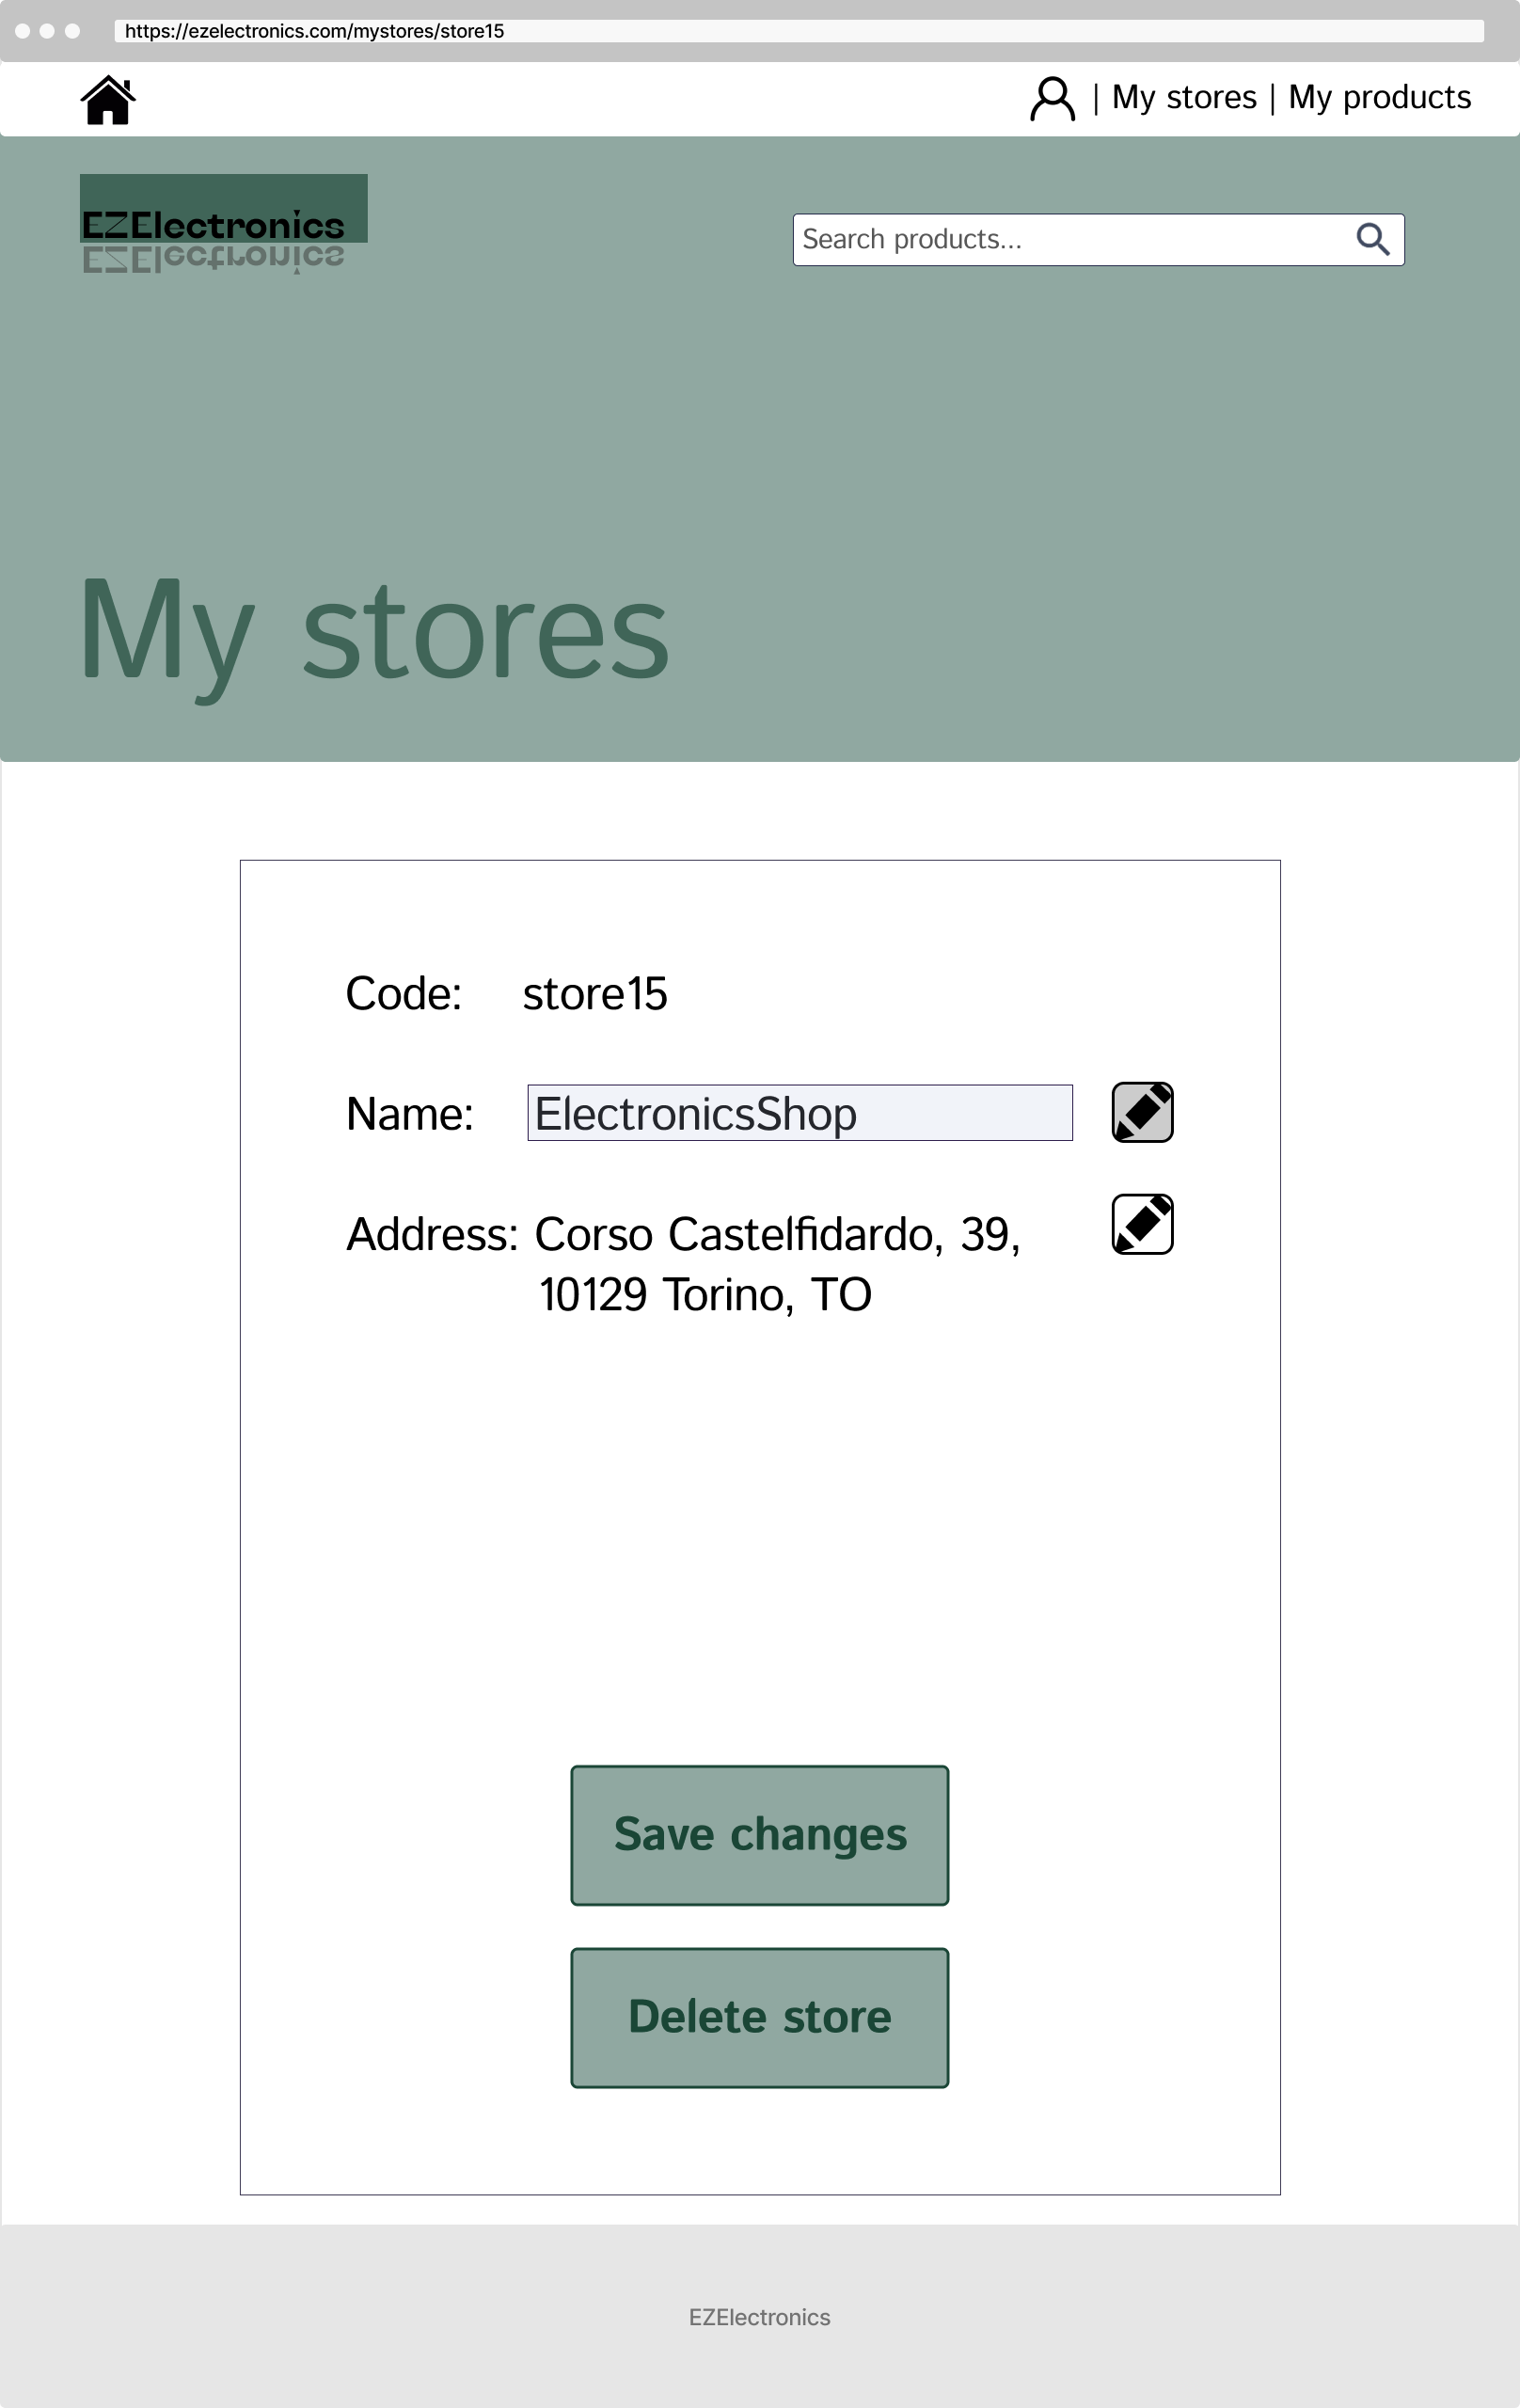 https://ezelectronics.com/mystores/store15
| My stores | My products
EZElectronics
EZElectronics
Search products...
My stores
Code: store15
Name: ElectronicsShop
Address: Corso Castelfidardo, 39,
10129 Torino, TO
Save changes
Delete store
EZElectronics